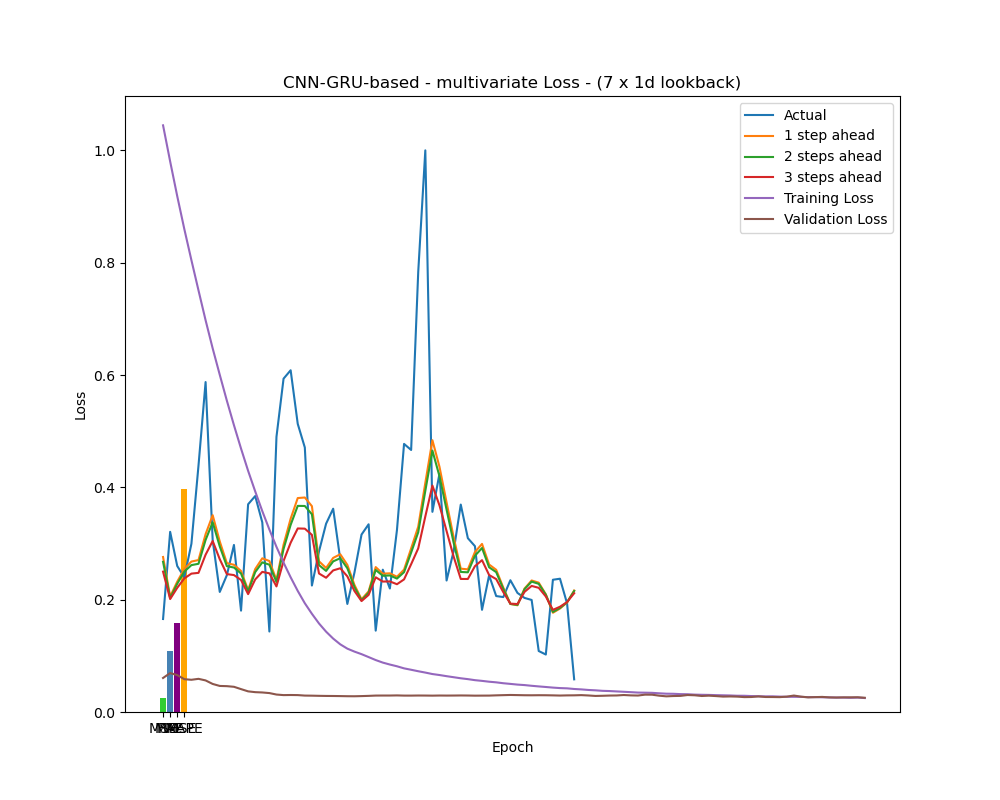 CNN-GRU-based - multivariate Loss - (7 x 1d lookback)
Actual
1 step ahead
2 steps ahead
3 steps ahead
Training Loss
Validation Loss
1.0
0.8
0.6
0.4
0.2
0.0
Loss
Epoch